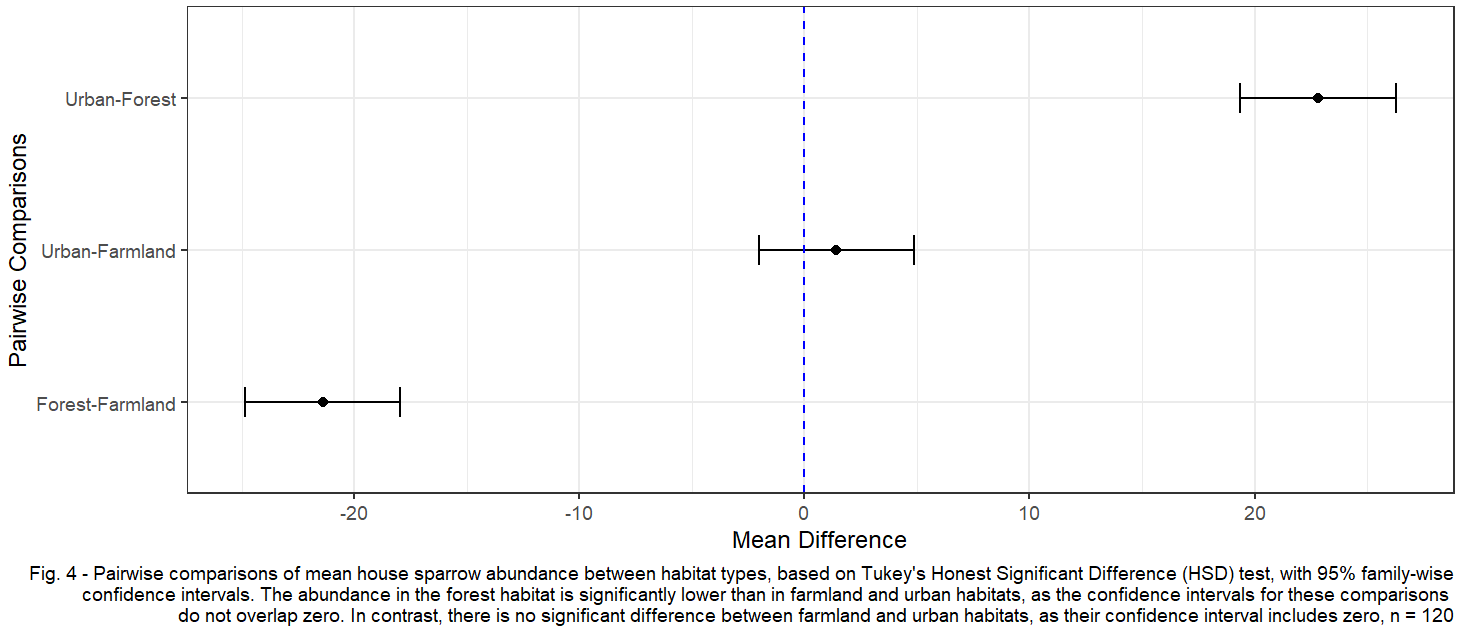 Pairwise Comparisons
Urban-Forest
Urban-Farmland
Forest-Farmland
-20 -10 0 10 20
Mean Difference
Fig. 4 - Pairwise comparisons of mean house sparrow abundance between habitat types, based on Tukey's Honest Significant Difference (HSD) test, with 95% family-wise
confidence intervals. The abundance in the forest habitat is significantly lower than in farmland and urban habitats, as the confidence intervals for these comparisons
do not overlap zero. In contrast, there is no significant difference between farmland and urban habitats, as their confidence interval includes zero, n = 120